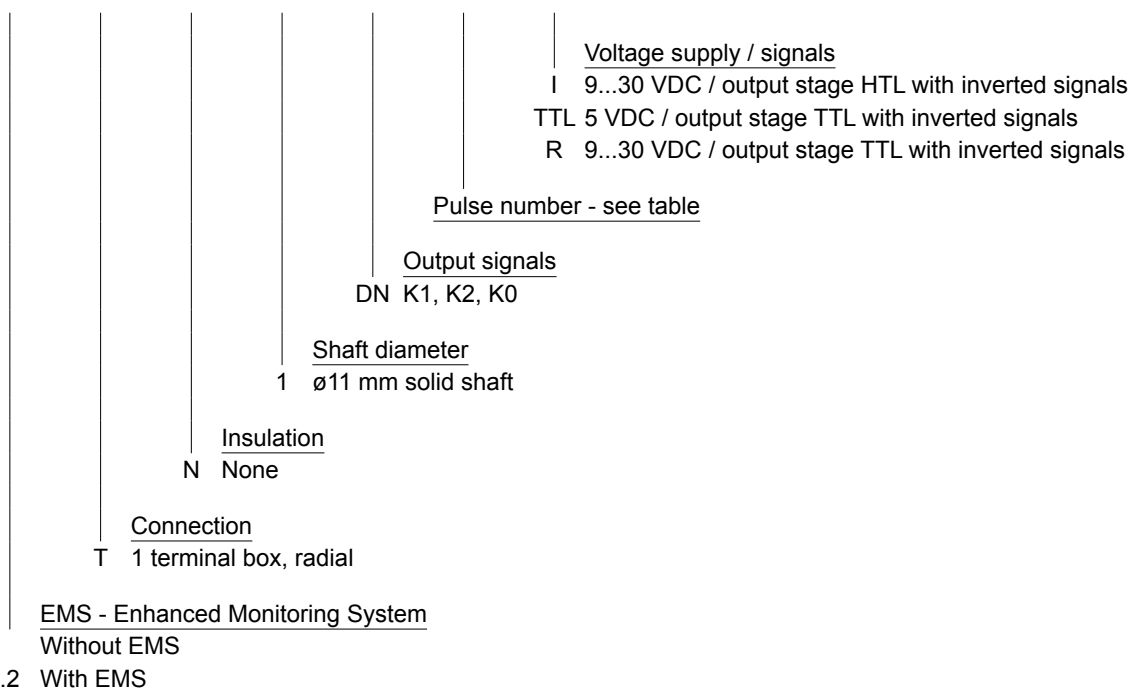 Voltage supply / signals
I 9...30 VDC / output stage HTL with inverted signals
TTL 5 VDC / output stage TTL with inverted signals
R 9...30 VDC / output stage TTL with inverted signals
Pulse number - see table
Output signals
DN K1, K2, K0
Shaft diameter
1 ø11 mm solid shaft
Insulation
N None
Connection
T 1 terminal box, radial
EMS - Enhanced Monitoring System
Without EMS
.2 With EMS